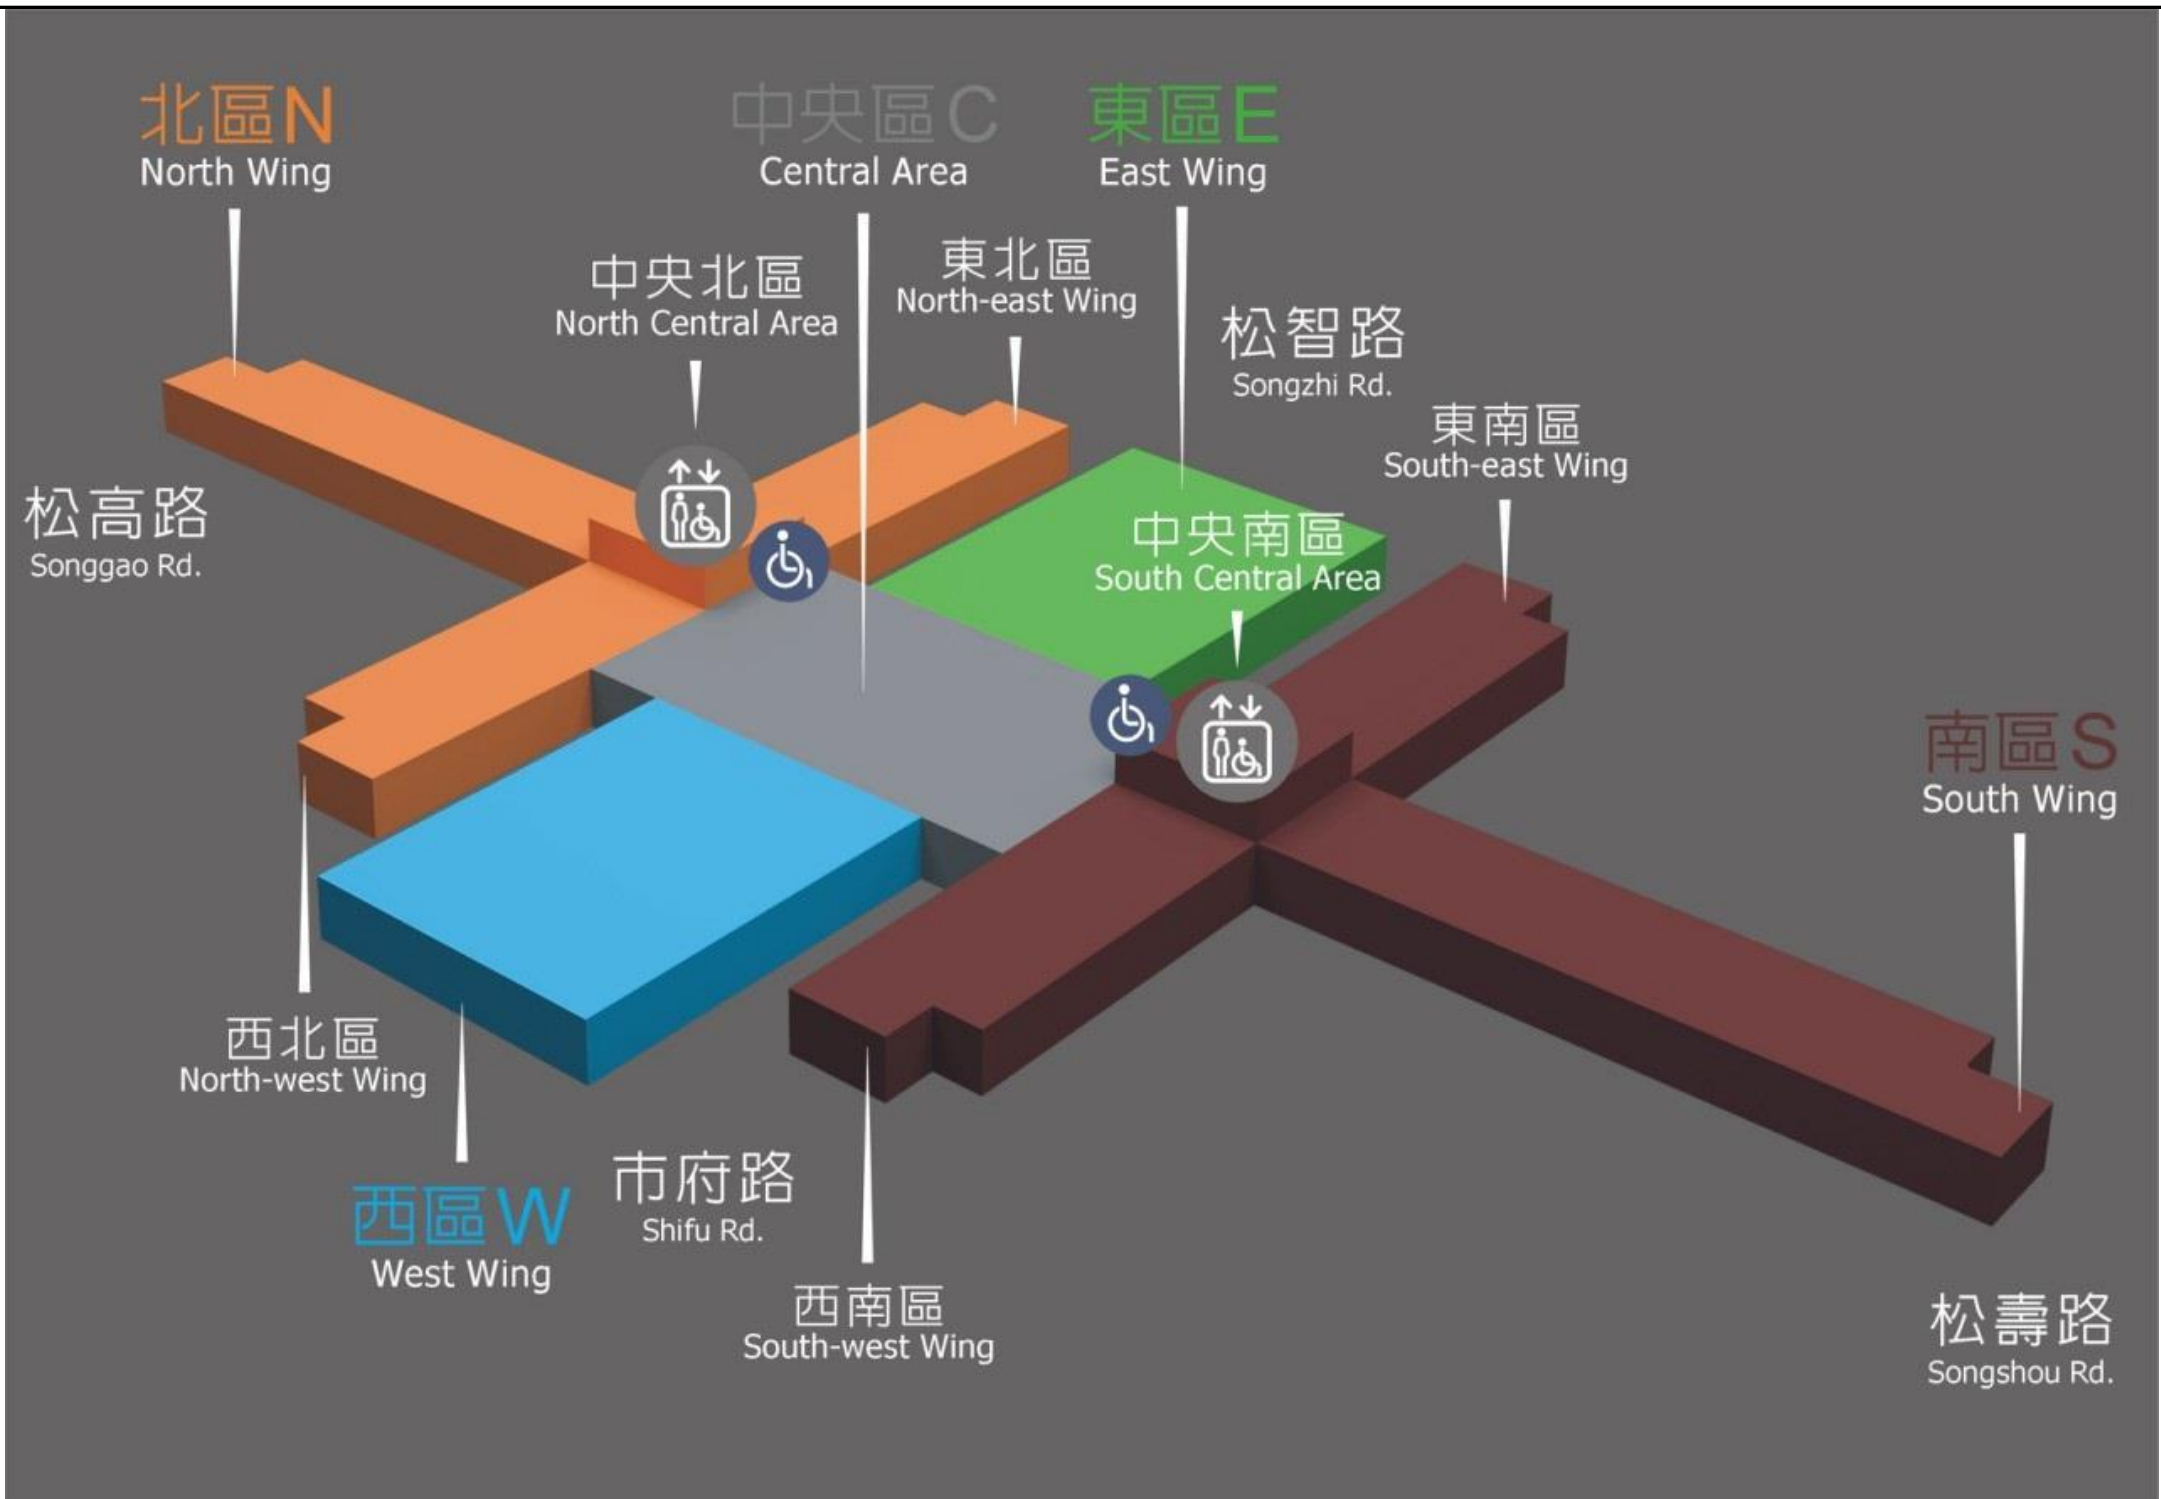 北區N
North Wing
中央區C
Central Area
東區E
East Wing
中央北區
North Central Area
東北區
North-east Wing
松智路
Songzhi Rd.
東南區
South-east Wing
松高路
Songgao Rd.
中央南區
South Central Area
南區S
South Wing
西北區
North-west Wing
西區W
West Wing
市府路
Shifu Rd.
西南區
South-west Wing
松壽路
Songshou Rd.